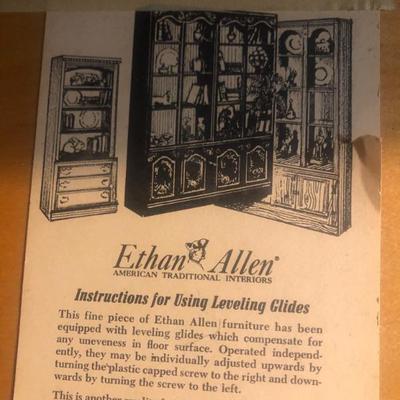 Ethan Allen®
AMERICAN TRADITIONAL INTERIORS
Instructions for Using Leveling Glides
This fine piece of Ethan Allen furniture has been
equipped with leveling glides which compensate for
any uneveness in floor surface. Operated independ-
ently, they may be individually adjusted upwards by
turning the plastic capped screw to the right and down-
wards by turning the screw to the left.
This is another